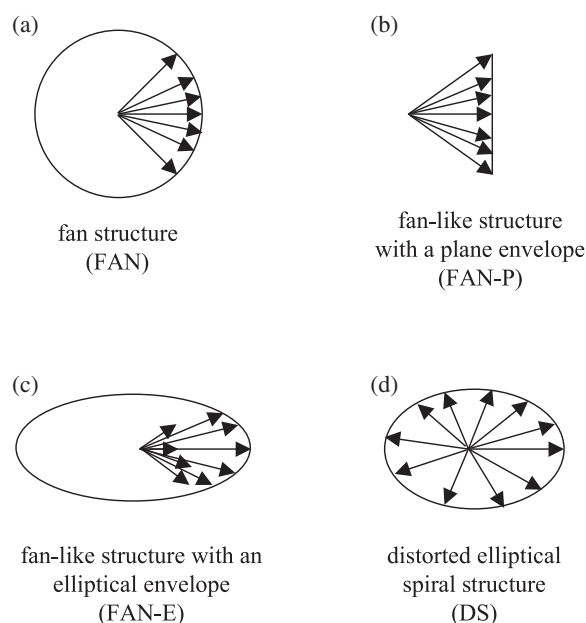 (a)
fan structure
(FAN)
(b)
fan-like structure
with a plane envelope
(FAN-P)
(c)
fan-like structure with an
elliptical envelope
(FAN-E)
(d)
distorted elliptical
spiral structure
(DS)